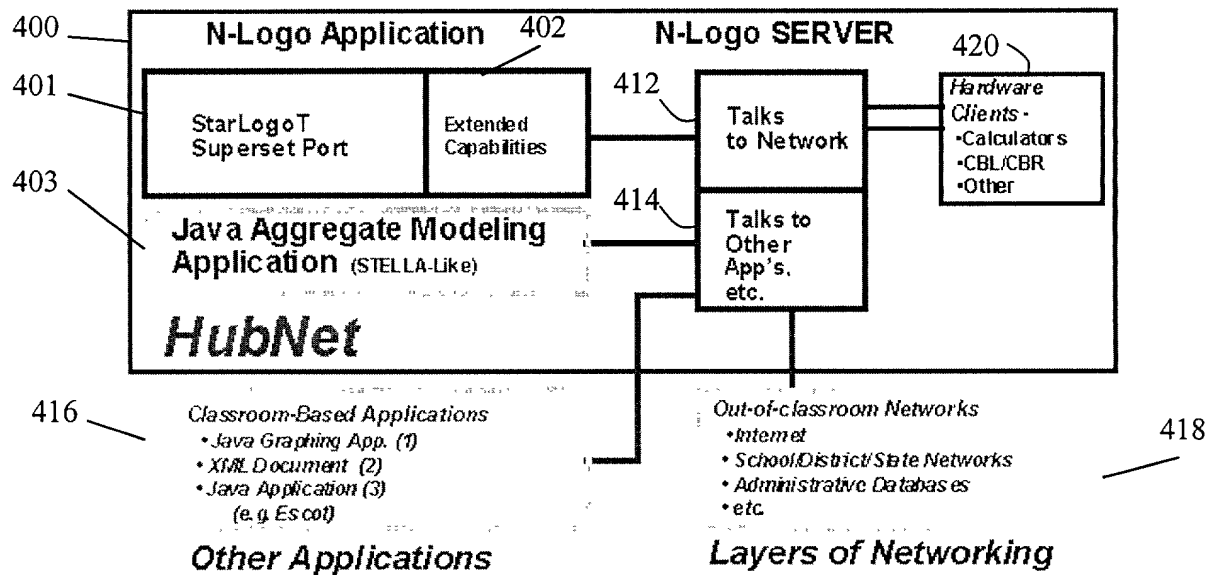 400
N-Logo Application
402
N-Logo SERVER
420
401
StarLogoT
Superset Port
Extended
Capabilities
412
Talks
to Network
Hardware
Clients-
•Calculators
•CBL/CBR
•Other
403
Java Aggregate Modeling
Application (STELLA-Like)
414
Talks to
Other
App's.
etc.
HubNet
416
Classroom-Based Applications
•Java Graphing App. (1)
•XML Document (2)
•Java Application (3)
(e.g. Escot)
Other Applications
Out-of-classroom Networks
•Internet
•School/District/State Networks
•Administrative Databases
•etc.
418
Layers of Networking